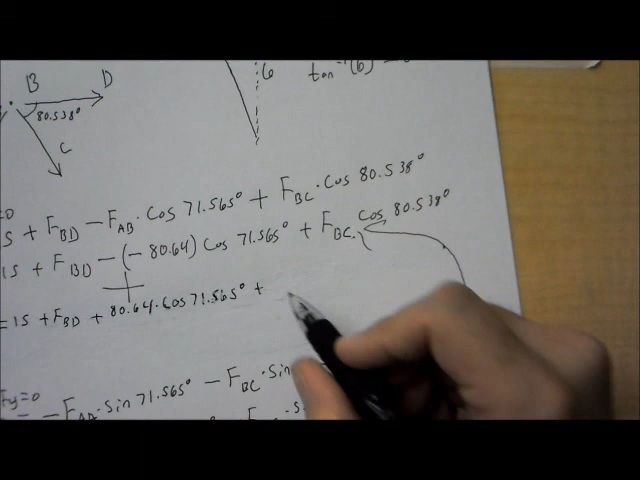 B D
80.538°
C
6 tan⁻¹(6)
=0
15 + F_BD - F_AB · Cos 71.565° + F_BC · Cos 80.538°
15 + F_BD - (-80.64) Cos 71.565° + F_BC · Cos 80.538°
+
=15 + F_BD + 80.64 · Cos 71.565° +
Fy=0
- F_AB · Sin 71.565° - F_BC · Sin